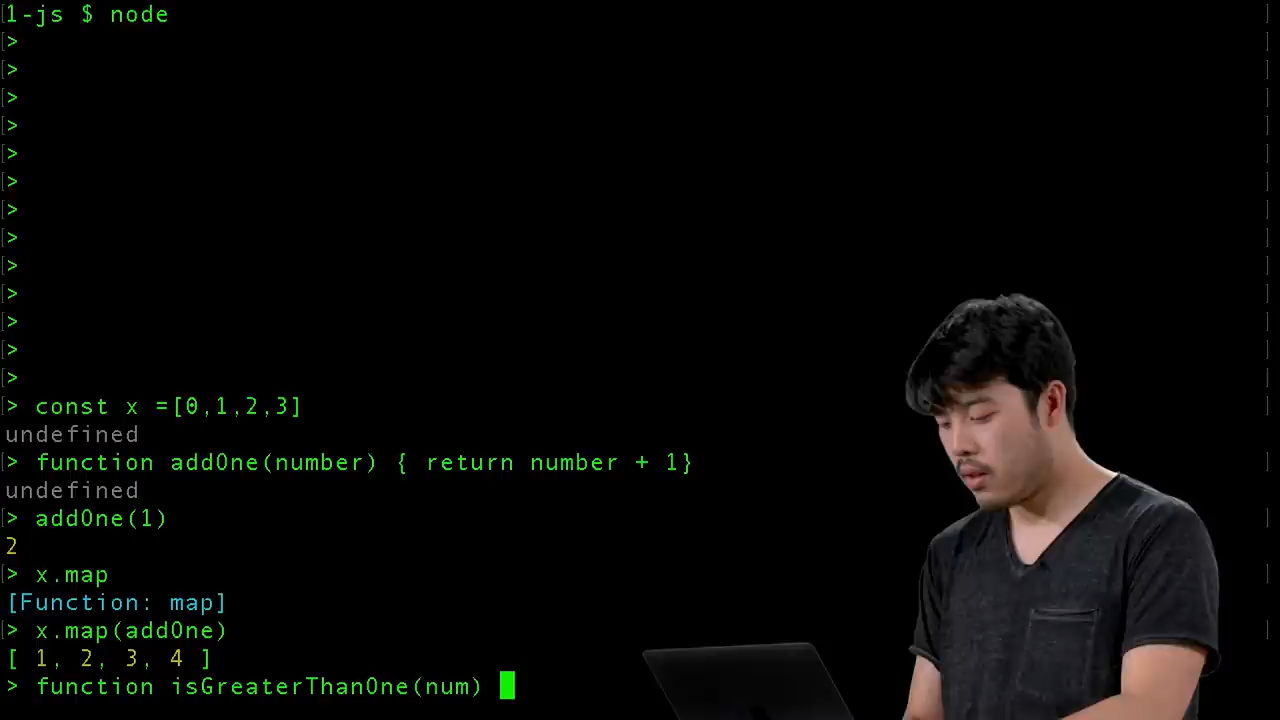 1-js $ node
>
>
>
>
>
>
>
>
>
>
>
>
>
> const x =[0,1,2,3]
undefined
> function addOne(number) { return number + 1}
undefined
> addOne(1)
2
> x.map
[Function: map]
> x.map(addOne)
[ 1, 2, 3, 4 ]
> function isGreaterThanOne(num)